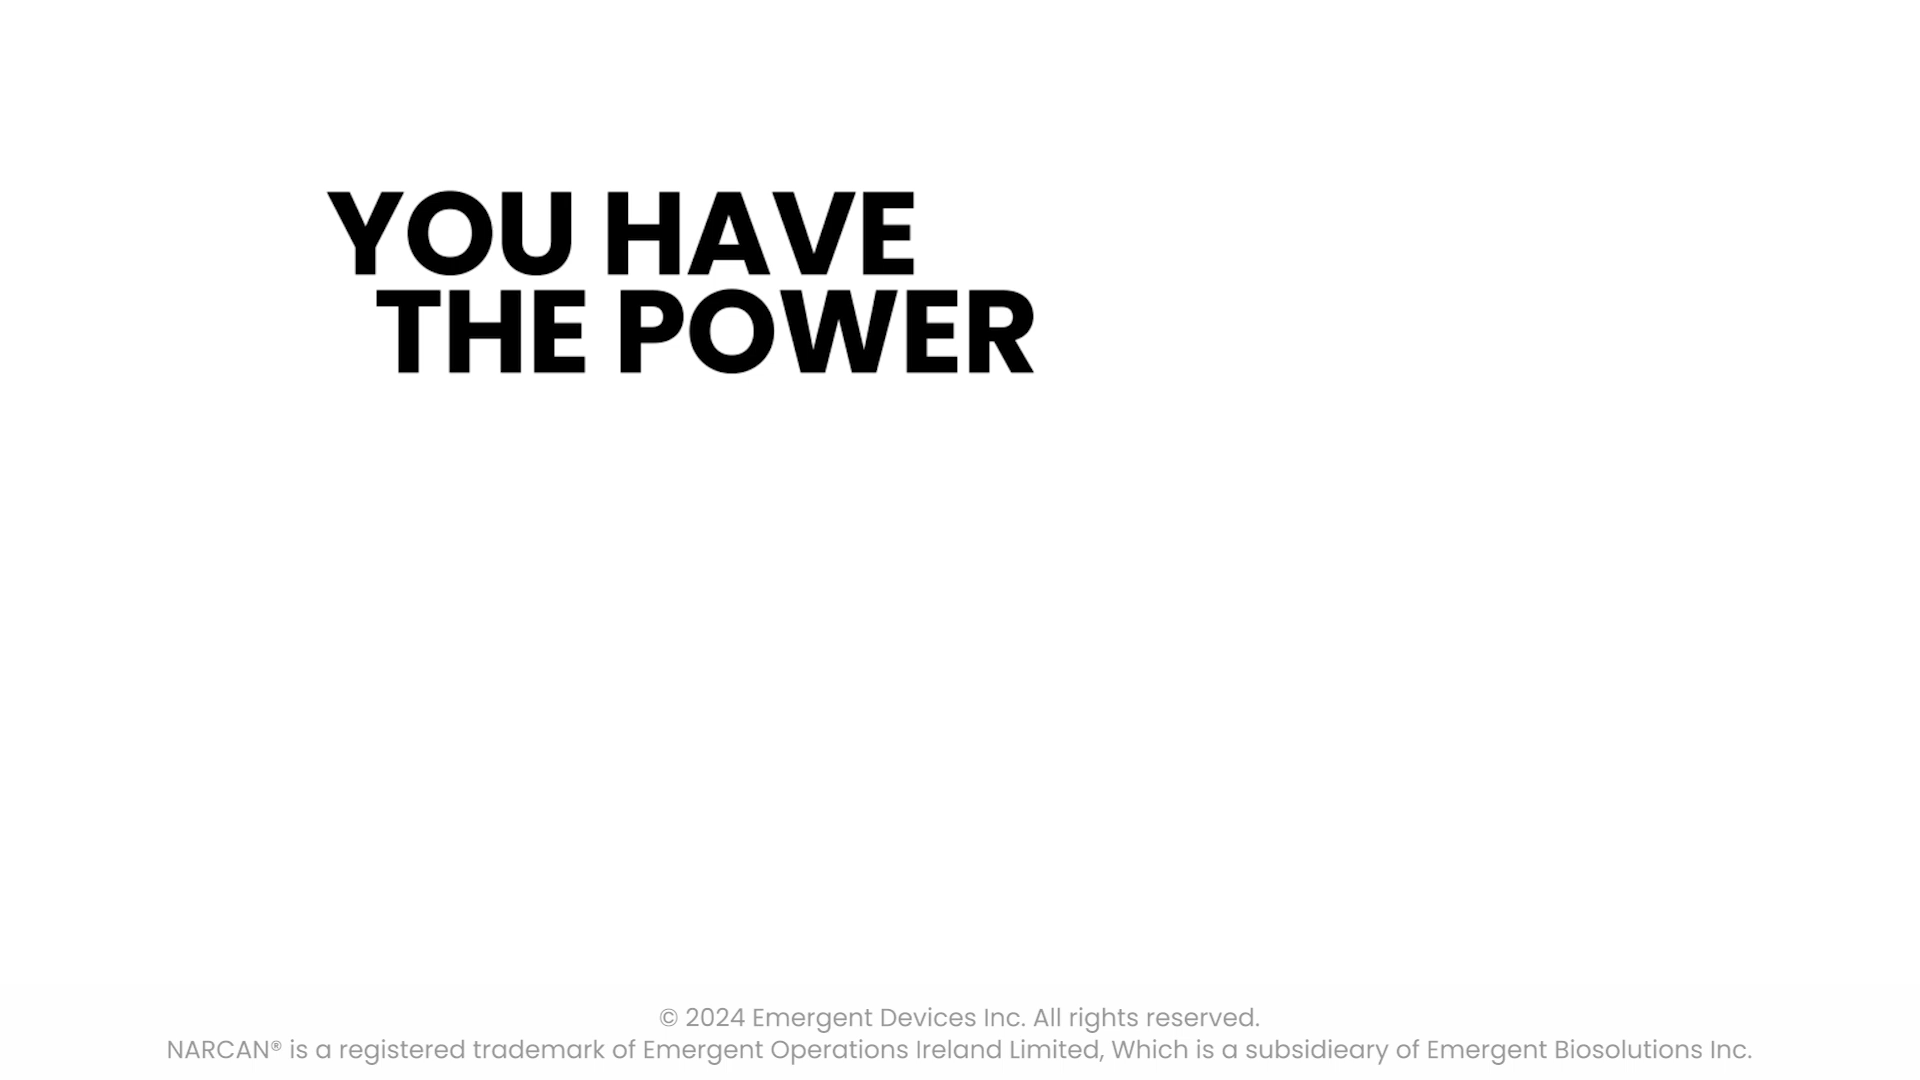 YOU HAVE
THE POWER
© 2024 Emergent Devices Inc. All rights reserved.
NARCAN® is a registered trademark of Emergent Operations Ireland Limited, Which is a subsidieary of Emergent Biosolutions Inc.